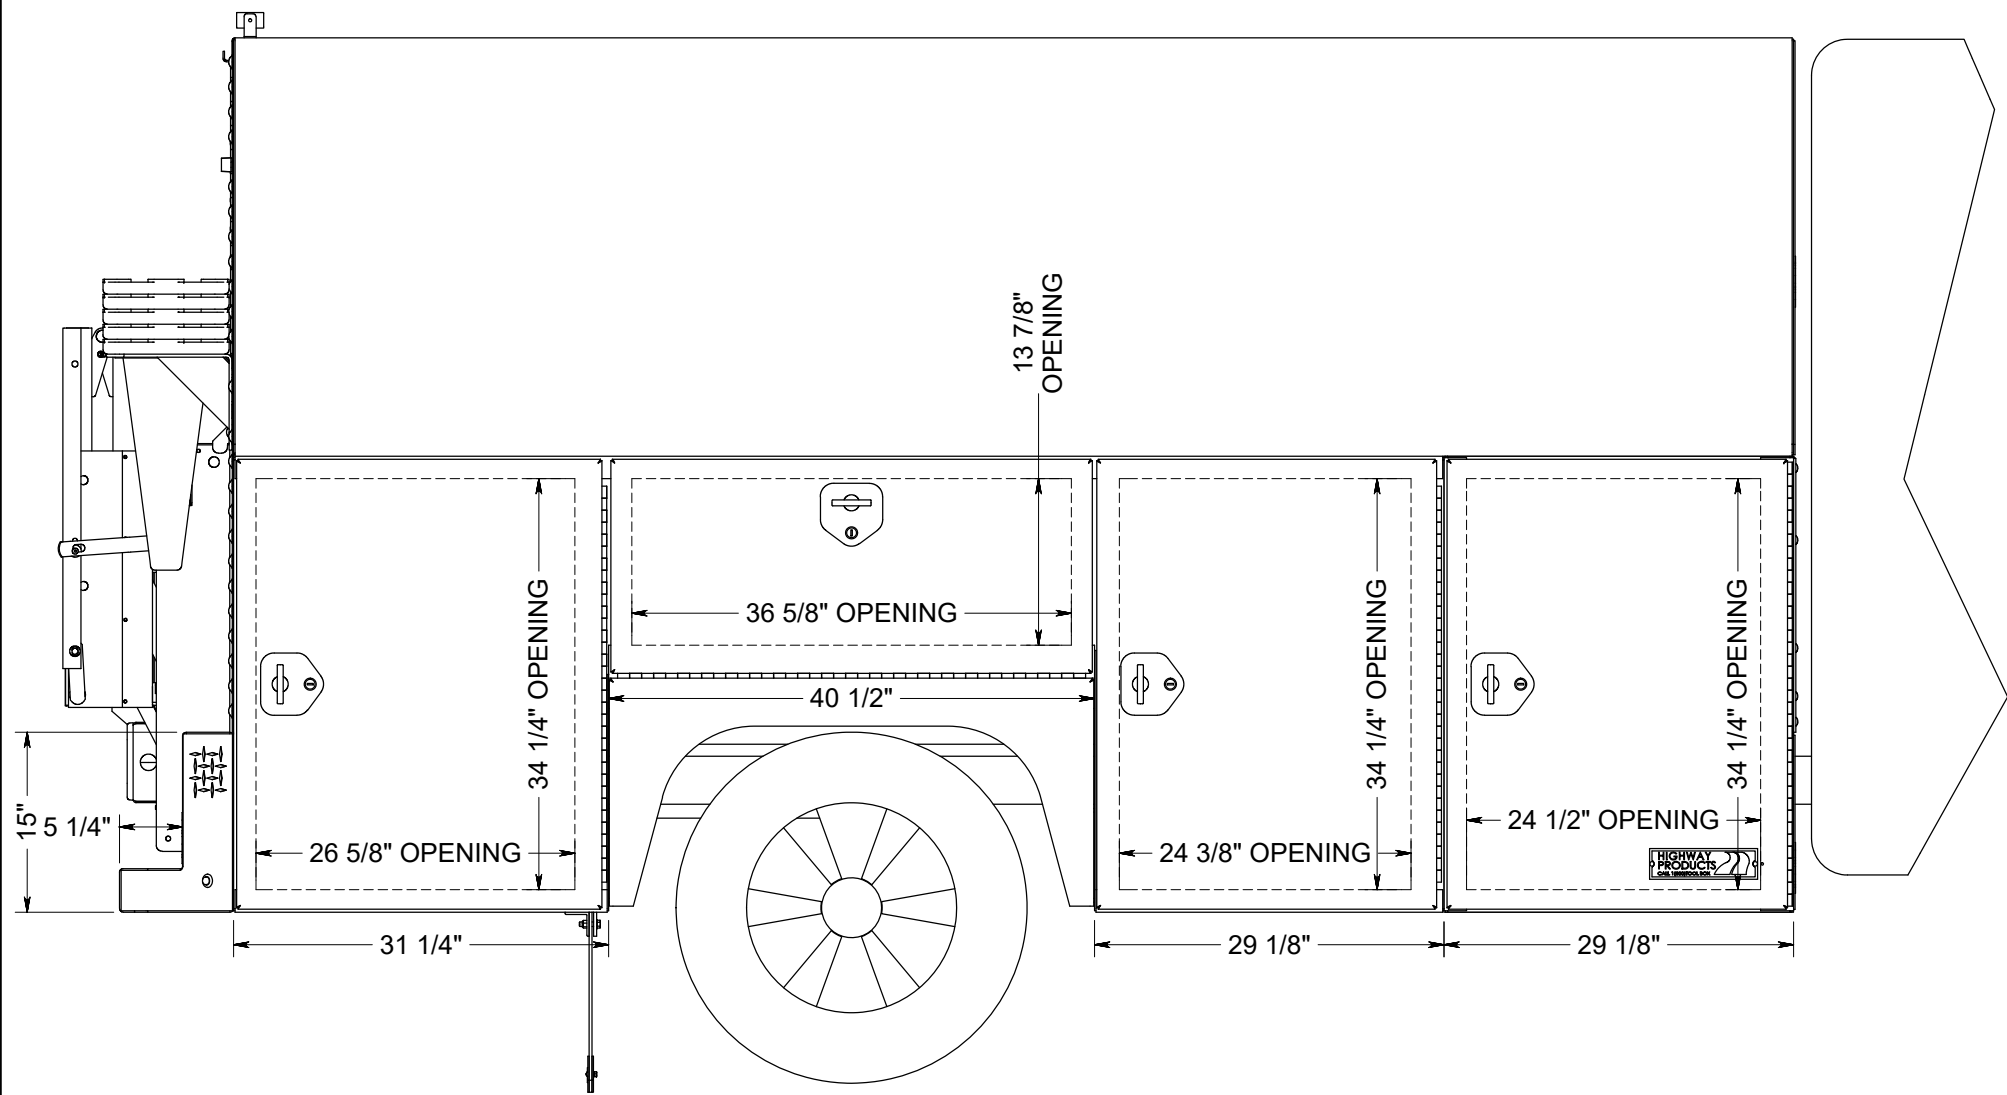 13 7/8"
OPENING
36 5/8" OPENING
34 1/4" OPENING
34 1/4" OPENING
34 1/4" OPENING
40 1/2"
15"
5 1/4"
26 5/8" OPENING
24 3/8" OPENING
24 1/2" OPENING
HIGHWAY
PRODUCTS
31 1/4"
29 1/8"
29 1/8"